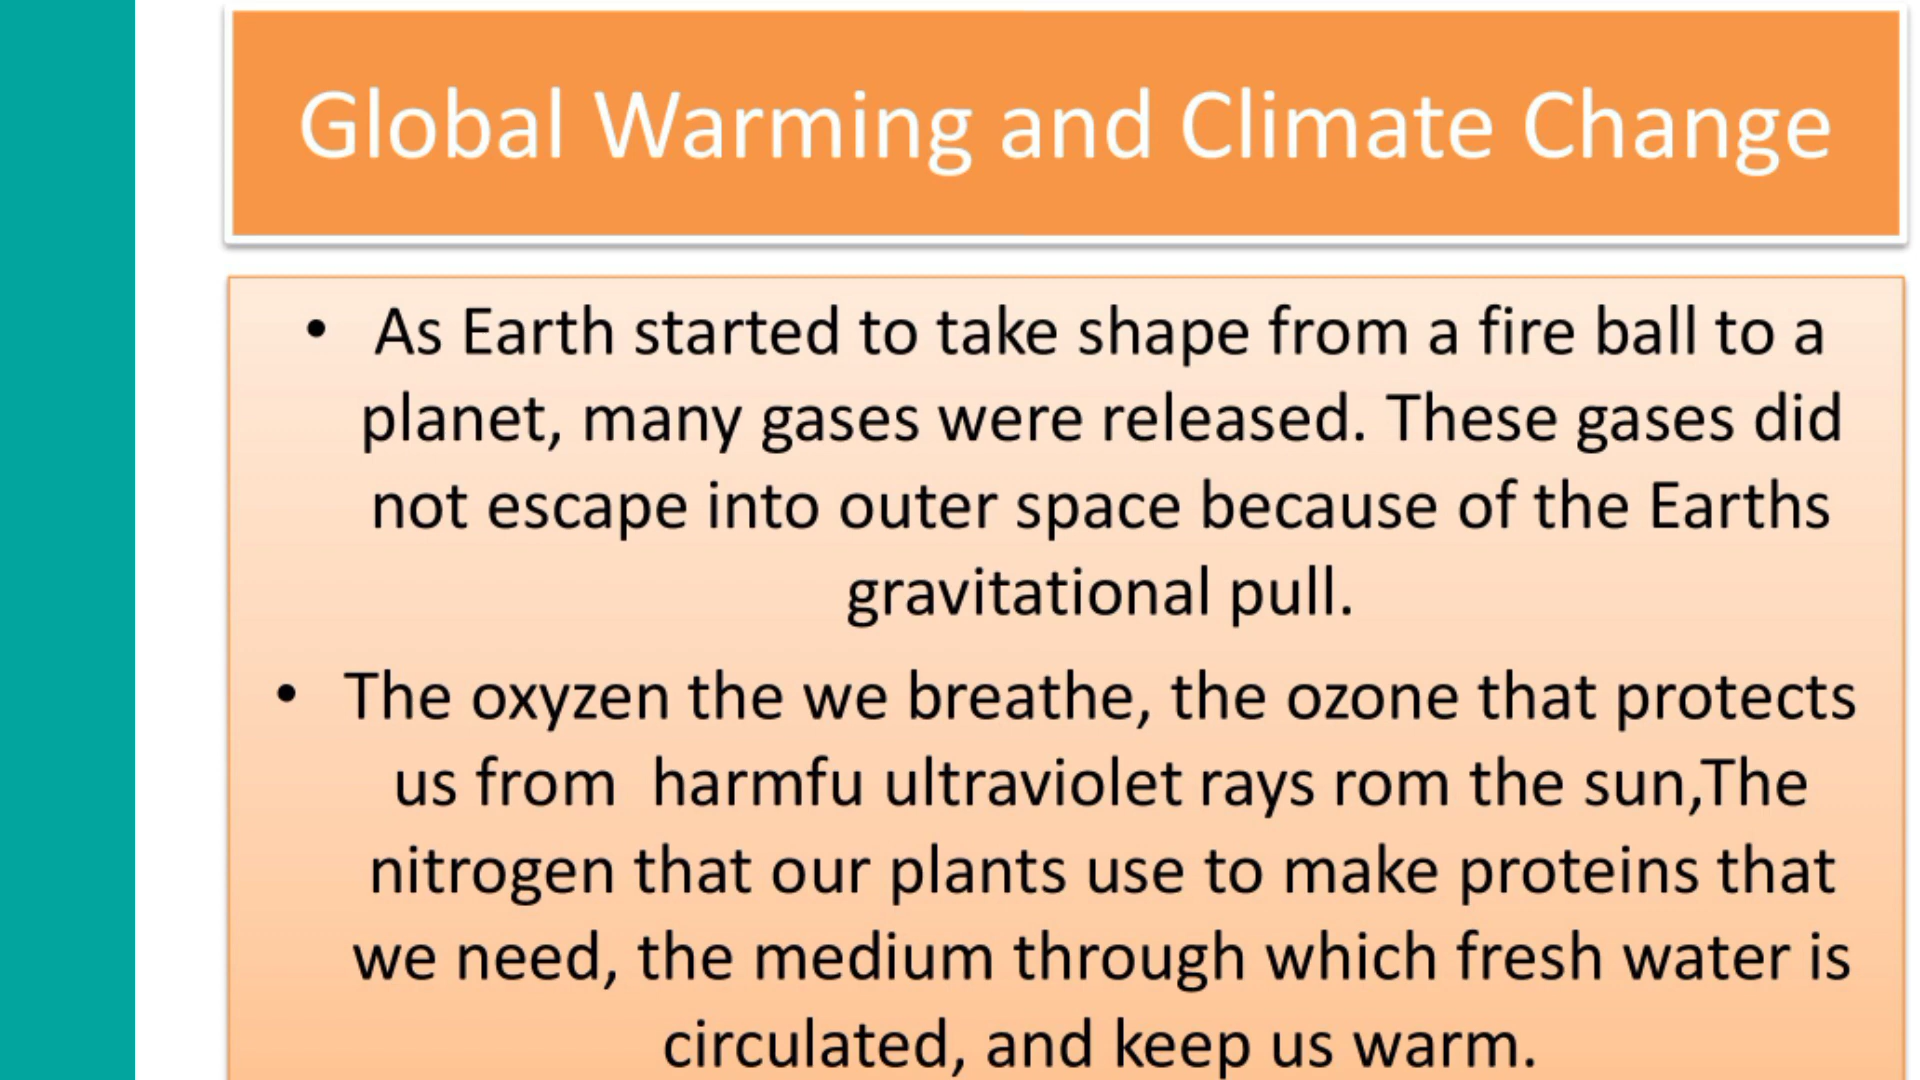 Global Warming and Climate Change
• As Earth started to take shape from a fire ball to a
planet, many gases were released. These gases did
not escape into outer space because of the Earths
gravitational pull.
• The oxyzen the we breathe, the ozone that protects
us from  harmfu ultraviolet rays rom the sun,The
nitrogen that our plants use to make proteins that
we need, the medium through which fresh water is
circulated, and keep us warm.